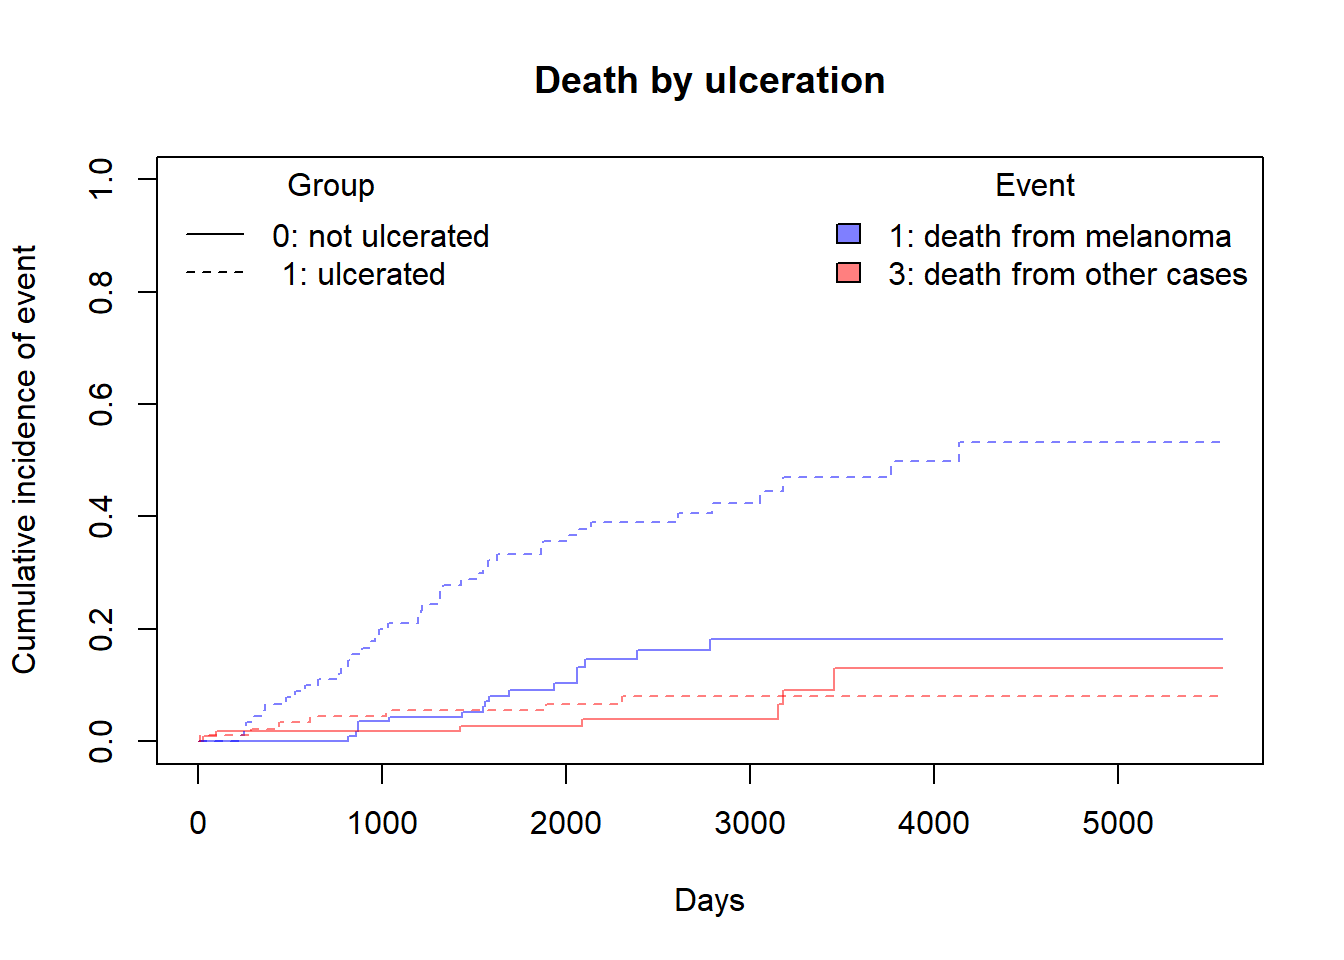 Death by ulceration
Group
0: not ulcerated
1: ulcerated
Event
1: death from melanoma
3: death from other cases
Cumulative incidence of event
1.0
0.8
0.6
0.4
0.2
0.0
0 1000 2000 3000 4000 5000
Days